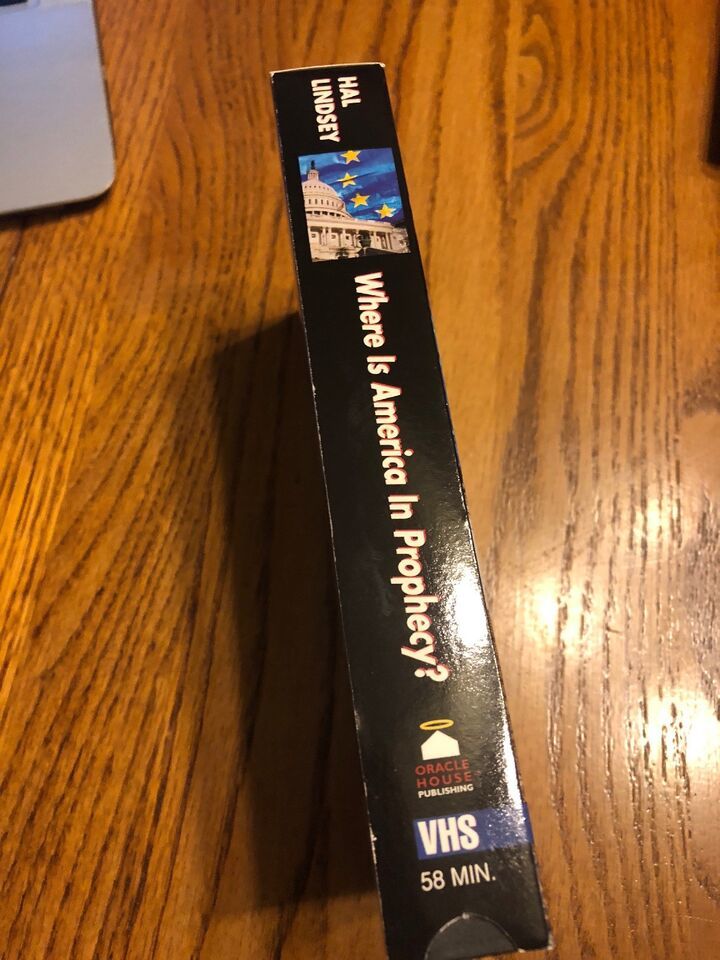 HAL
LINDSEY
Where Is America In Prophecy?
ORACLE
HOUSE
PUBLISHING
VHS
58 MIN.